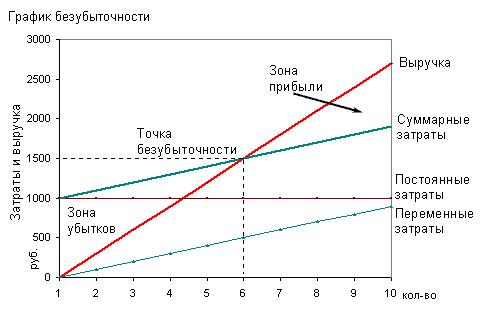 График безубыточности
3000
2500
2000
1500
1000
500
0
Затраты и выручка
руб.
Выручка
Зона
прибыли
Суммарные
затраты
Точка
безубыточности
Постоянные
затраты
Зона
убытков
Переменные
затраты
1 2 3 4 5 6 7 8 9 10 кол-во